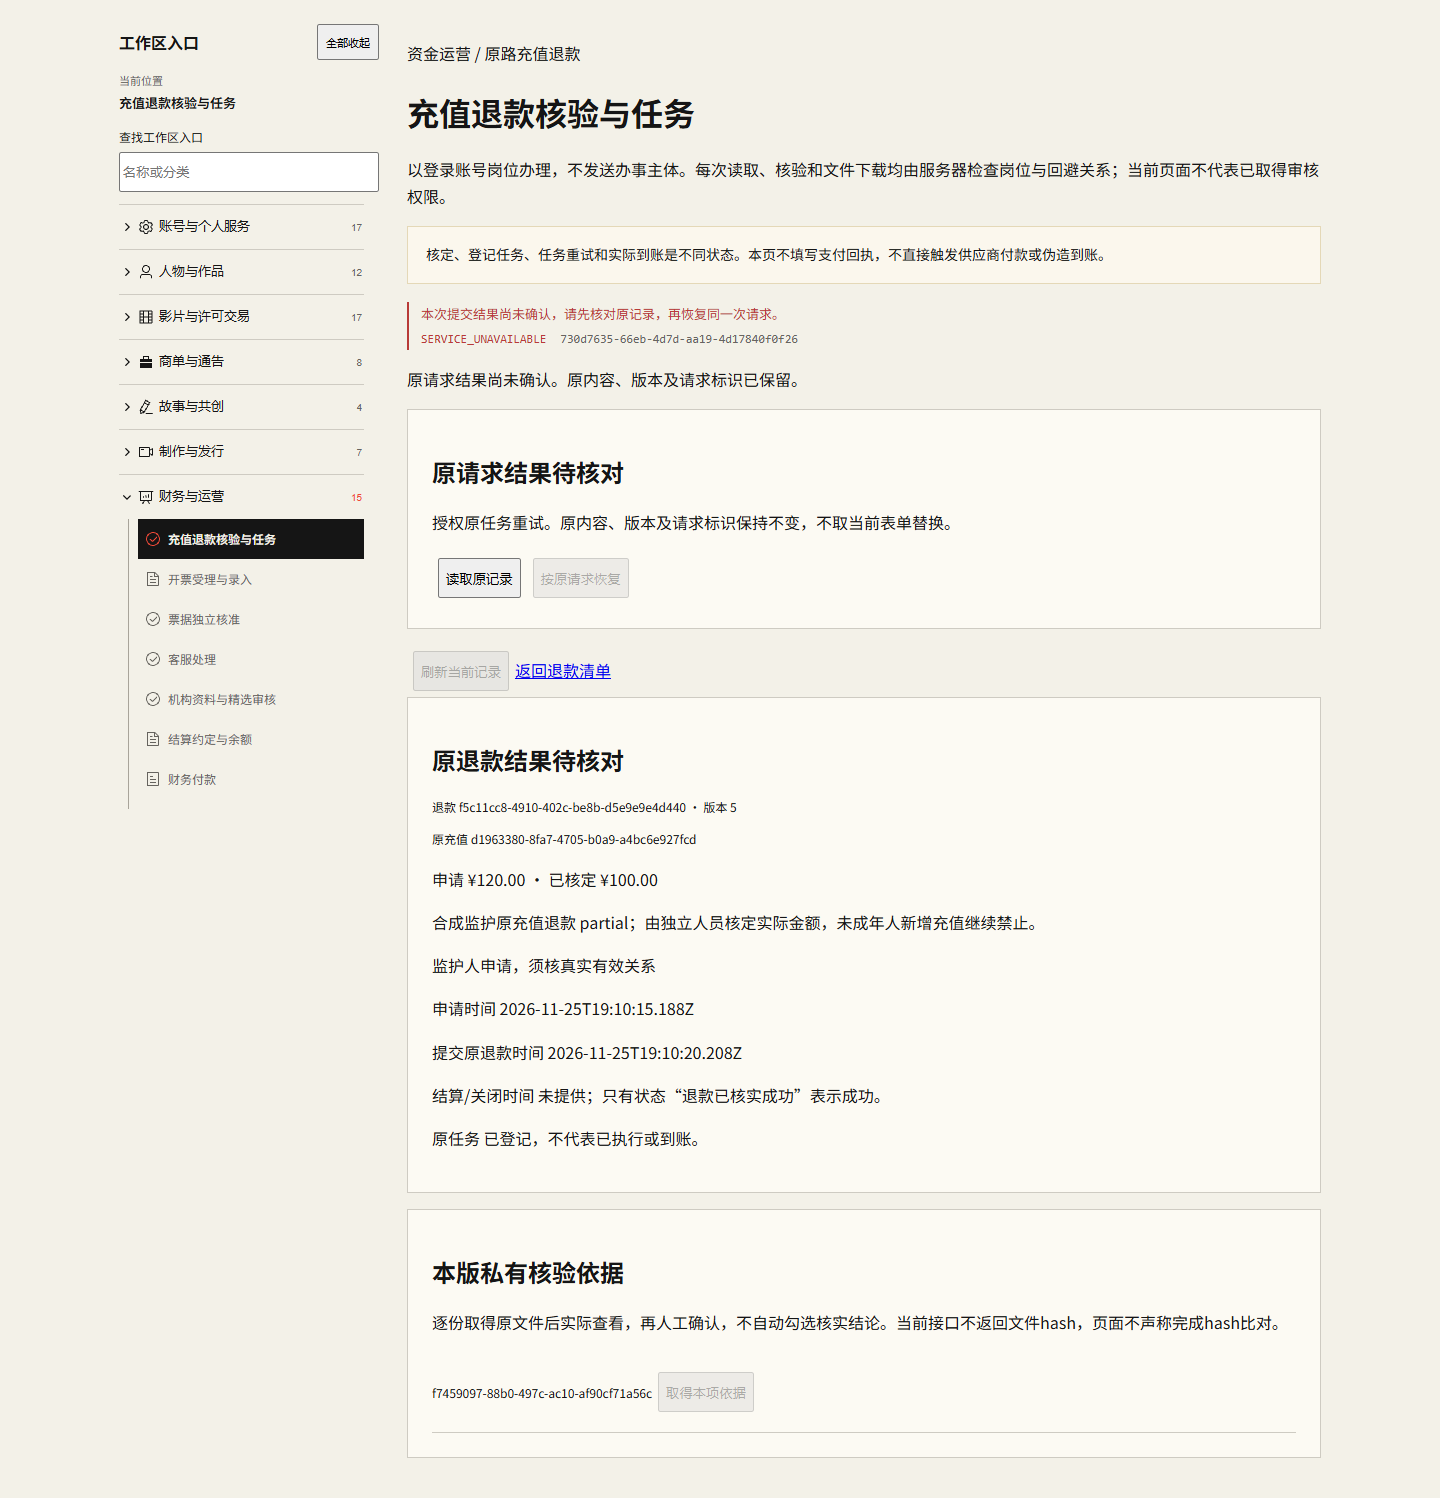 工作区入口
全部收起
当前位置
充值退款核验与任务
查找工作区入口
名称或分类
账号与个人服务 17
人物与作品 12
影片与许可交易 17
商单与通告 8
故事与共创 4
制作与发行 7
财务与运营 15
充值退款核验与任务
开票受理与录入
票据独立核准
客服处理
机构资料与精选审核
结算约定与余额
财务付款
资金运营 / 原路充值退款
充值退款核验与任务
以登录账号岗位办理，不发送办事主体。每次读取、核验和文件下载均由服务器检查岗位与回避关系；当前页面不代表已取得审核
权限。
核定、登记任务、任务重试和实际到账是不同状态。本页不填写支付回执，不直接触发供应商付款或伪造到账。
本次提交结果尚未确认，请先核对原记录，再恢复同一次请求。
SERVICE_UNAVAILABLE 730d7635-66eb-4d7d-aa19-4d17840f0f26
原请求结果尚未确认。原内容、版本及请求标识已保留。
原请求结果待核对
授权原任务重试。原内容、版本及请求标识保持不变，不取当前表单替换。
读取原记录 按原请求恢复
刷新当前记录 返回退款清单
原退款结果待核对
退款 f5c11cc8-4910-402c-be8b-d5e9e9e4d440 · 版本 5
原充值 d1963380-8fa7-4705-b0a9-a4bc6e927fcd
申请 ¥120.00 · 已核定 ¥100.00
合成监护原充值退款 partial；由独立人员核定实际金额，未成年人新增充值继续禁止。
监护人申请，须核真实有效关系
申请时间 2026-11-25T19:10:15.188Z
提交原退款时间 2026-11-25T19:10:20.208Z
结算/关闭时间 未提供；只有状态“退款已核实成功”表示成功。
原任务 已登记，不代表已执行或到账。
本版私有核验依据
逐份取得原文件后实际查看，再人工确认，不自动勾选核实结论。当前接口不返回文件hash，页面不声称完成hash比对。
f7459097-88b0-497c-ac10-af90cf71a56c 取得本项依据